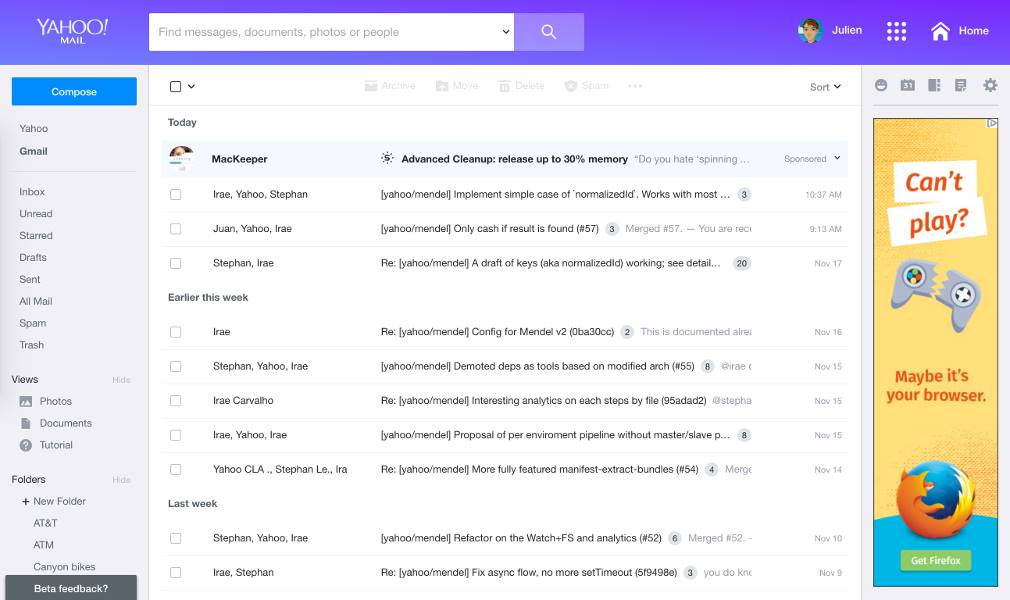 YAHOO!
MAIL
Find messages, documents, photos or people
Julien
Home
Compose
Yahoo
Gmail
Inbox
Unread
Starred
Drafts
Sent
All Mail
Spam
Trash
Views Hide
Photos
Documents
Tutorial
Folders Hide
+ New Folder
AT&T
ATM
Canyon bikes
Beta feedback?
Archive Move Delete Spam
Sort
Today
MacKeeper Advanced Cleanup: release up to 30% memory "Do you hate 'spinning ... Sponsored
Irae, Yahoo, Stephan [yahoo/mendel] Implement simple case of `normalizedId`. Works with most ... 3 10:37 AM
Juan, Yahoo, Irae [yahoo/mendel] Only cash if result is found (#57) 3 Merged #57. — You are rece 9:13 AM
Stephan, Irae Re: [yahoo/mendel] A draft of keys (aka normalizedId) working; see detail... 20 Nov 17
Earlier this week
Irae Re: [yahoo/mendel] Config for Mendel v2 (0ba30cc) 2 This is documented alrea Nov 16
Stephan, Yahoo, Irae Re: [yahoo/mendel] Demoted deps as tools based on modified arch (#55) 8 @irae Nov 15
Irae Carvalho Re: [yahoo/mendel] Interesting analytics on each steps by file (95adad2) @stepha Nov 15
Irae, Yahoo, Irae Re: [yahoo/mendel] Proposal of per enviroment pipeline without master/slave p... 8 Nov 15
Yahoo CLA ., Stephan Le., Ira Re: [yahoo/mendel] More fully featured manifest-extract-bundles (#54) 4 Merge Nov 14
Last week
Stephan, Yahoo, Irae [yahoo/mendel] Refactor on the Watch+FS and analytics (#52) 6 Merged #52. - Nov 10
Irae, Stephan Re: [yahoo/mendel] Fix async flow, no more setTimeout (5f9498e) 3 you do kno Nov 9
31
Can't
play?
Maybe it's
your browser.
Get Firefox